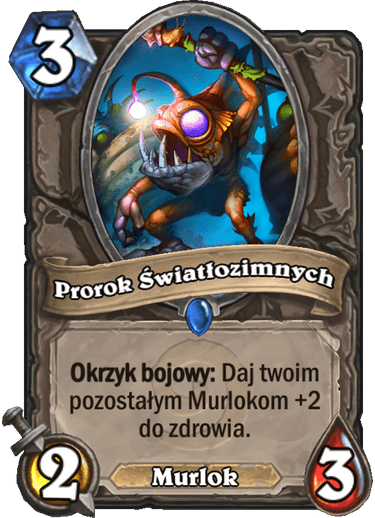 3
Prorok Światłozimnych
Okrzyk bojowy: Daj twoim
pozostałym Murlokom +2
do zdrowia.
2
Murlok
3